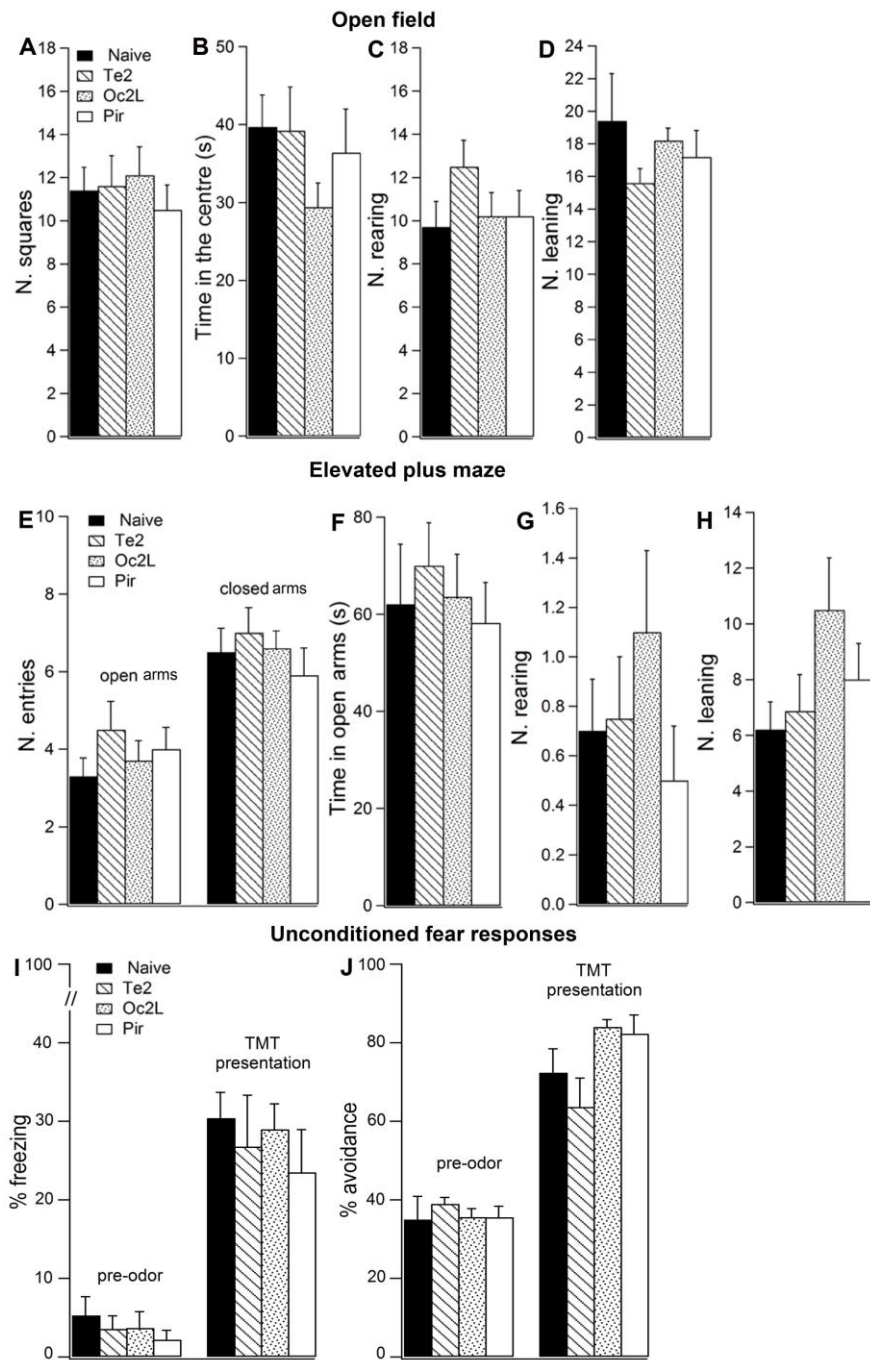 Open field
A
18
16
14
12
10
8
6
4
2
0
N. squares
Naive
Te2
Oc2L
Pir
B
50
40
30
20
10
0
Time in the centre (s)
C
18
16
14
12
10
8
6
4
2
0
N. rearing
D
24
22
20
18
16
14
12
10
8
6
4
2
0
N. leaning
Elevated plus maze
E
10
8
6
4
2
0
N. entries
Naive
Te2
Oc2L
Pir
open arms
closed arms
F
80
60
40
20
0
Time in open arms (s)
G
1.6
1.4
1.2
1.0
0.8
0.6
0.4
0.2
0.0
N. rearing
H
14
12
10
8
6
4
2
0
N. leaning
Unconditioned fear responses
I
100
//
40
30
20
10
0
% freezing
Naive
Te2
Oc2L
Pir
pre-odor
TMT
presentation
J
100
80
60
40
20
0
% avoidance
pre-odor
TMT
presentation